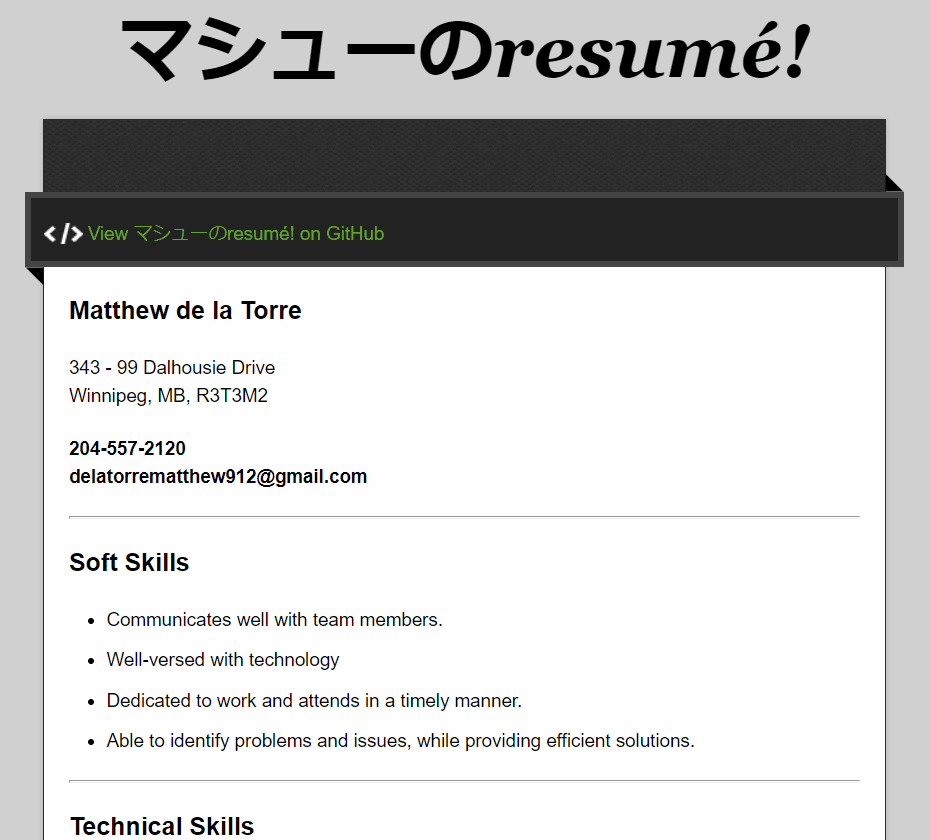 マシューのresumé!
</> View マシューのresumé! on GitHub
Matthew de la Torre
343 - 99 Dalhousie Drive
Winnipeg, MB, R3T3M2
204-557-2120
delatorrematthew912@gmail.com
Soft Skills
• Communicates well with team members.
• Well-versed with technology
• Dedicated to work and attends in a timely manner.
• Able to identify problems and issues, while providing efficient solutions.
Technical Skills